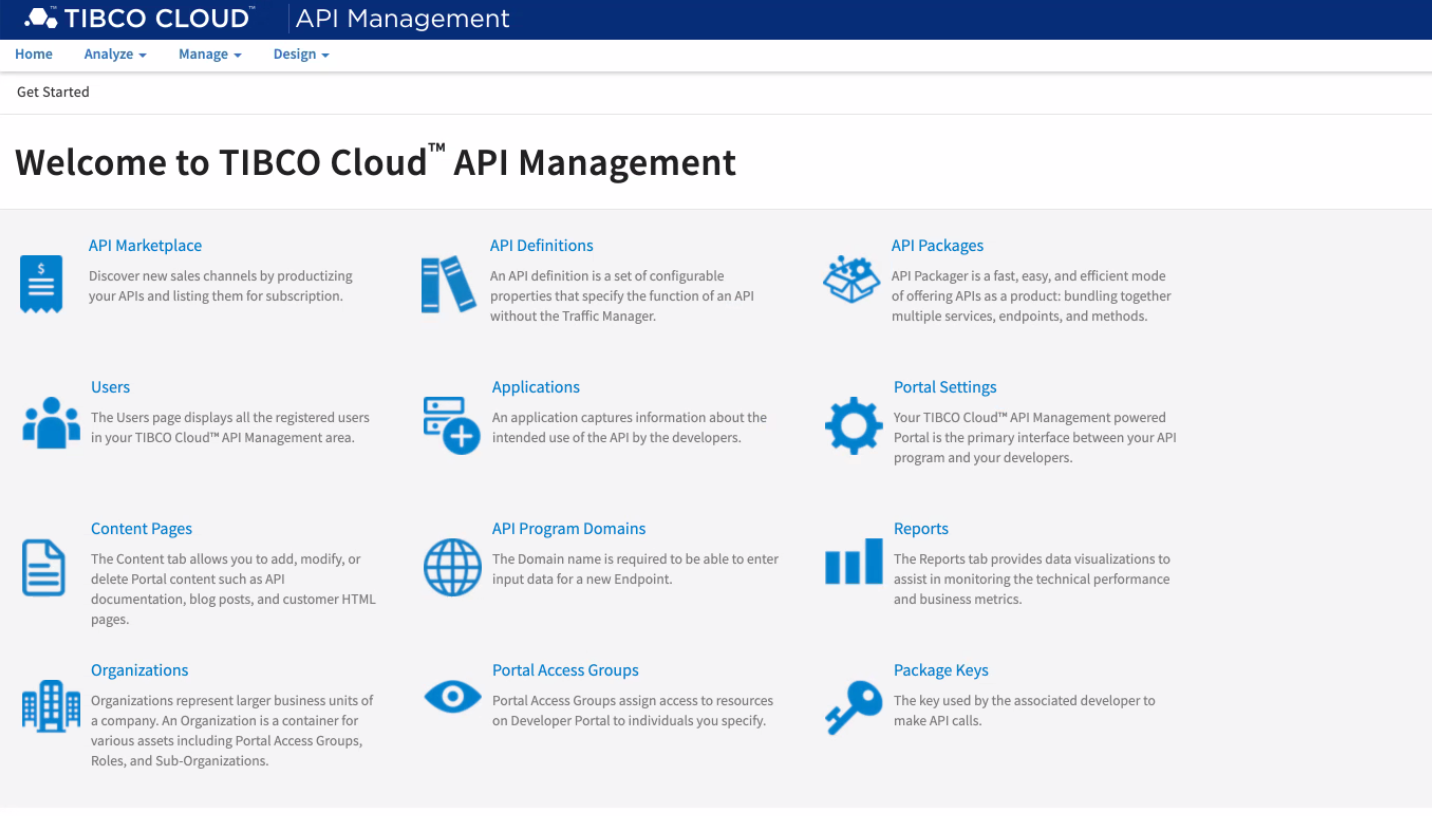 TIBCO CLOUD™ API Management
Home Analyze Manage Design
Get Started
Welcome to TIBCO Cloud™ API Management
API Marketplace
Discover new sales channels by productizing
your APIs and listing them for subscription.
API Definitions
An API definition is a set of configurable
properties that specify the function of an API
without the Traffic Manager.
API Packages
API Packager is a fast, easy, and efficient mode
of offering APIs as a product: bundling together
multiple services, endpoints, and methods.
Users
The Users page displays all the registered users
in your TIBCO Cloud™ API Management area.
Applications
An application captures information about the
intended use of the API by the developers.
Portal Settings
Your TIBCO Cloud™ API Management powered
Portal is the primary interface between your API
program and your developers.
Content Pages
The Content tab allows you to add, modify, or
delete Portal content such as API
documentation, blog posts, and customer HTML
pages.
API Program Domains
The Domain name is required to be able to enter
input data for a new Endpoint.
Reports
The Reports tab provides data visualizations to
assist in monitoring the technical performance
and business metrics.
Organizations
Organizations represent larger business units of
a company. An Organization is a container for
various assets including Portal Access Groups,
Roles, and Sub-Organizations.
Portal Access Groups
Portal Access Groups assign access to resources
on Developer Portal to individuals you specify.
Package Keys
The key used by the associated developer to
make API calls.